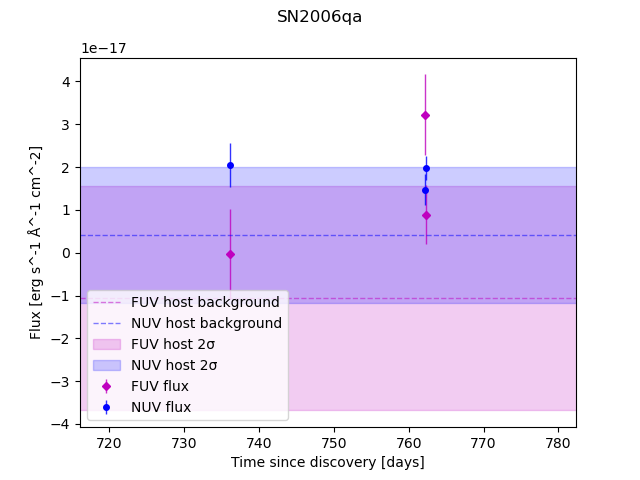 SN2006qa
1e−17
4
3
2
1
0
−1
−2
−3
−4
Flux [erg s^-1 Å^-1 cm^-2]
FUV host background
NUV host background
FUV host 2σ
NUV host 2σ
FUV flux
NUV flux
720 730 740 750 760 770 780
Time since discovery [days]